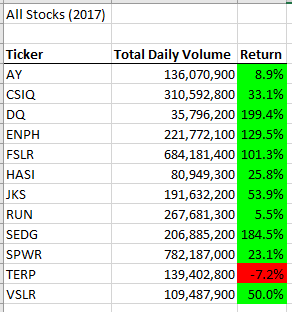 All Stocks (2017)
Ticker Total Daily Volume Return
AY 136,070,900 8.9%
CSIQ 310,592,800 33.1%
DQ 35,796,200 199.4%
ENPH 221,772,100 129.5%
FSLR 684,181,400 101.3%
HASI 80,949,300 25.8%
JKS 191,632,200 53.9%
RUN 267,681,300 5.5%
SEDG 206,885,200 184.5%
SPWR 782,187,000 23.1%
TERP 139,402,800 -7.2%
VSLR 109,487,900 50.0%